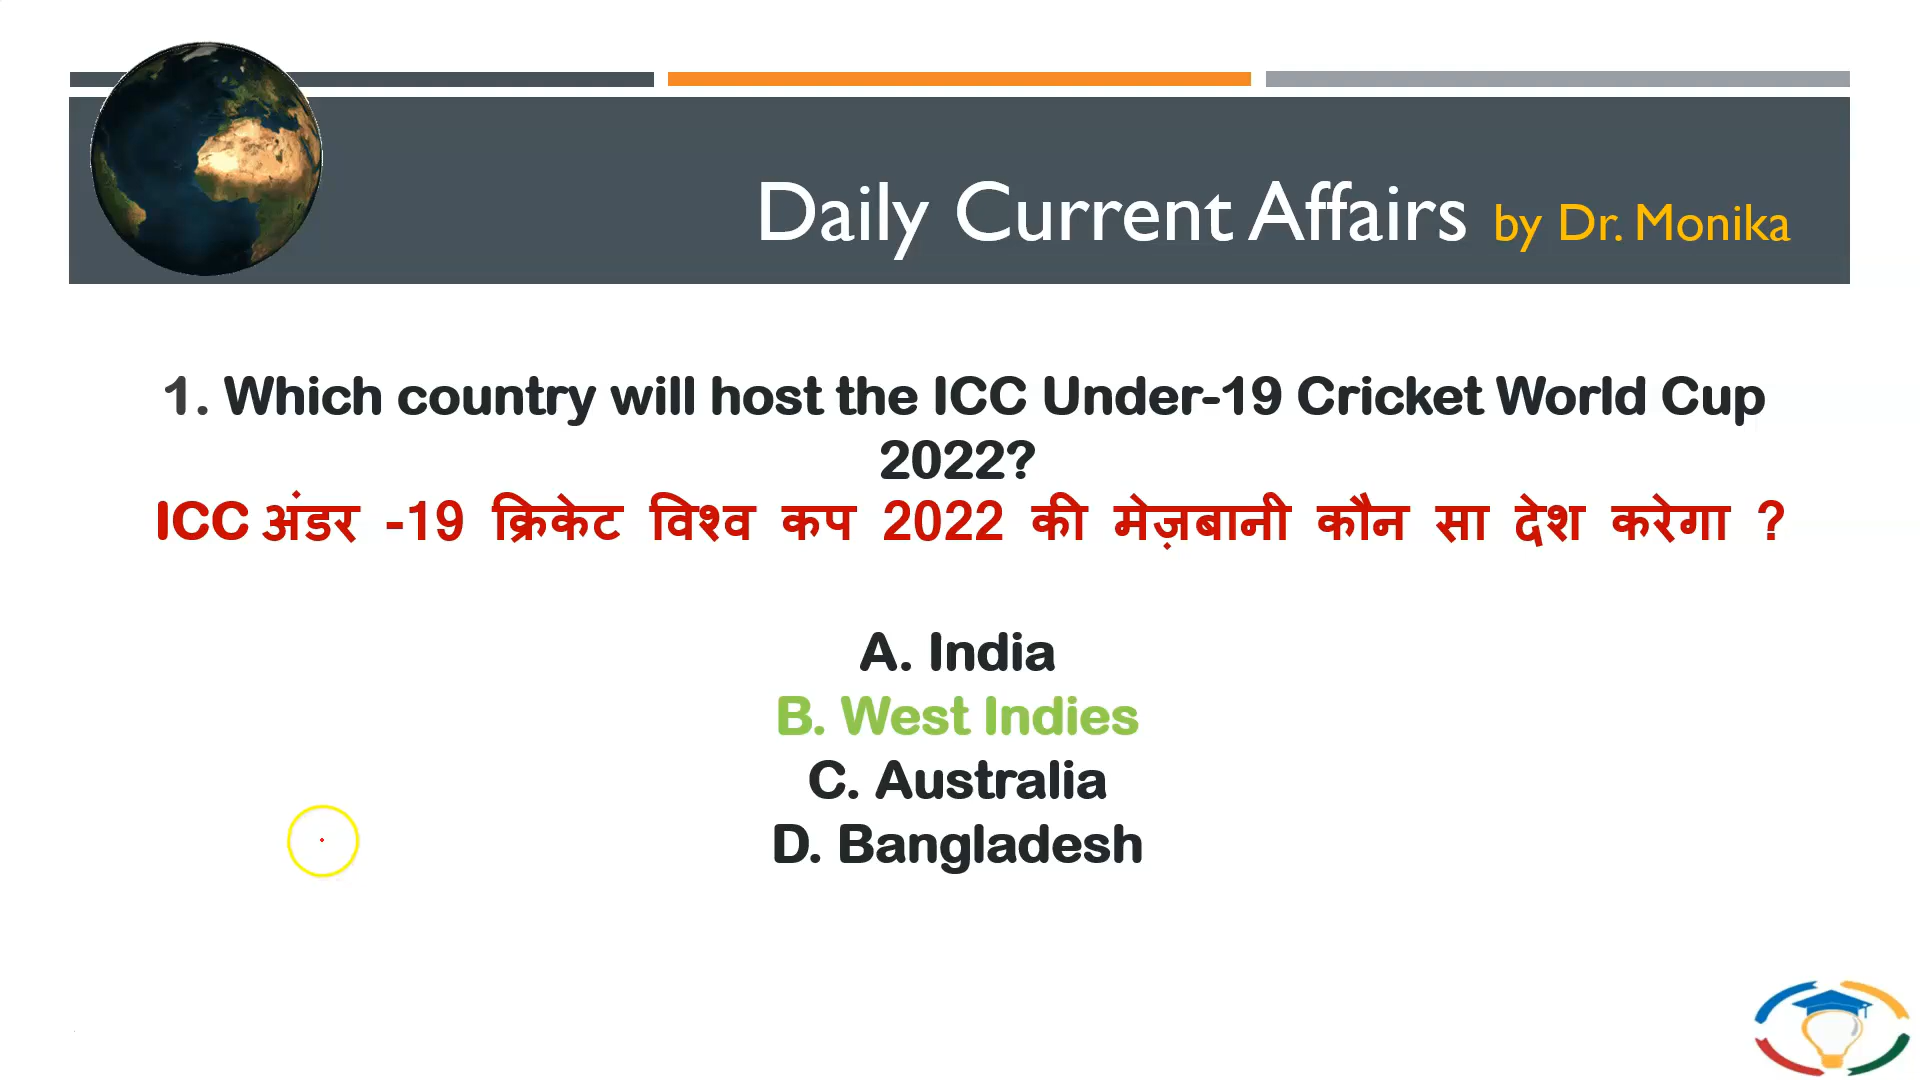 Daily Current Affairs by Dr. Monika
1. Which country will host the ICC Under-19 Cricket World Cup
2022?
ICC अंडर -19 क्रिकेट विश्व कप 2022 की मेज़बानी कौन सा देश करेगा ?
A. India
B. West Indies
C. Australia
D. Bangladesh